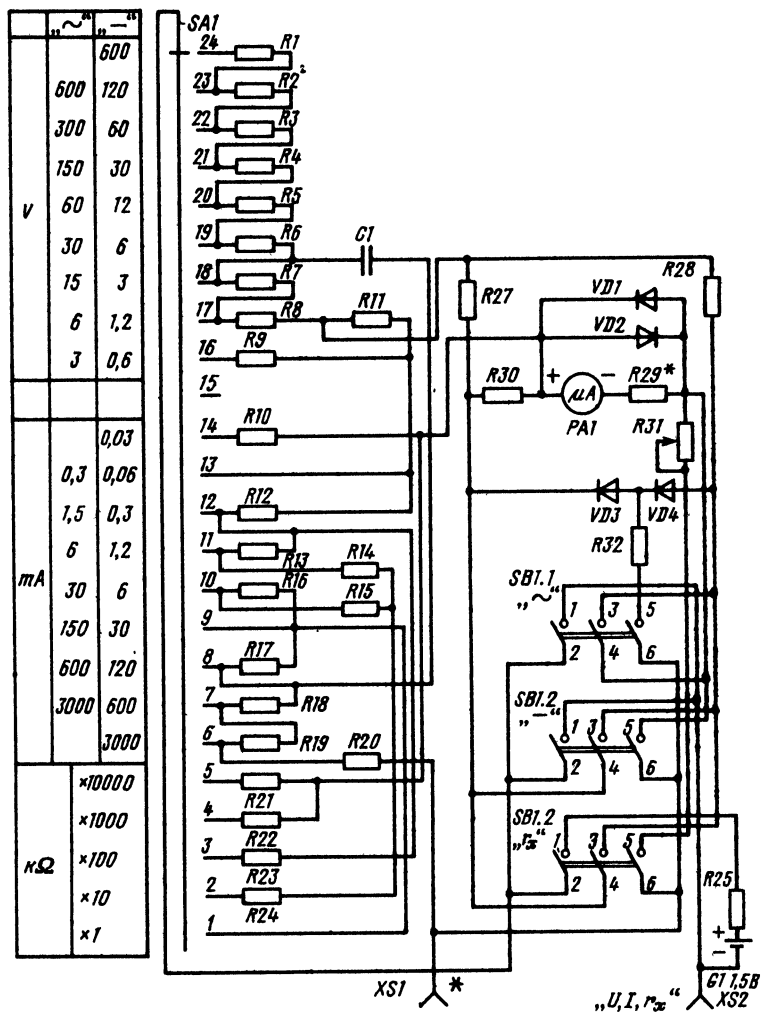 „~“ „—“
V
600
600 120
300 60
150 30
60 12
30 6
15 3
6 1,2
3 0,6
mA
0,03
0,3 0,06
1,5 0,3
6 1,2
30 6
150 30
600 120
3000 600
3000
кΩ
×10000
×1000
×100
×10
×1
SA1
24 R1
23 R2
22 R3
21 R4
20 R5
19 R6
18 R7
17 R8
16 R9
15
14 R10
13
12 R12
11 R13
10 R16
9
8 R17
7 R18
6 R19
5 R21
4
3 R22
2 R23
R24
1
C1
R11
R14
R15
R20
R27
R28
VD1
VD2
R30
+ −
μA
PA1
R29*
R31
VD3 VD4
R32
SB1.1
„~“
1 3 5
2 4 6
SB1.2
„—“
1 3 5
2 4 6
SB1.2
„rx“
1 3 5
2 4 6
R25
+
−
G1 1,5В
XS1 *
„U, I, rx“ XS2